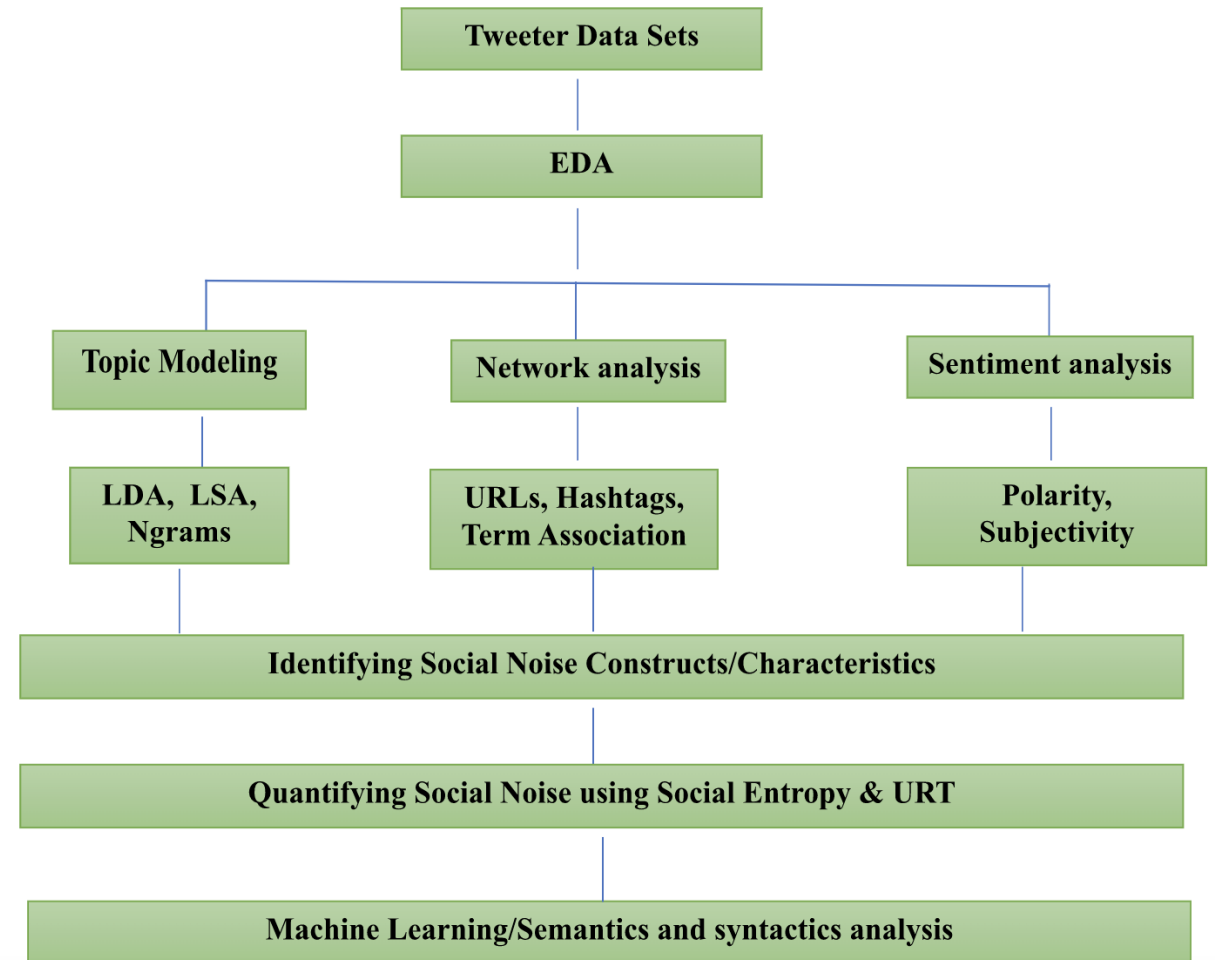 Tweeter Data Sets
EDA
Topic Modeling
Network analysis
Sentiment analysis
LDA, LSA,
Ngrams
URLs, Hashtags,
Term Association
Polarity,
Subjectivity
Identifying Social Noise Constructs/Characteristics
Quantifying Social Noise using Social Entropy & URT
Machine Learning/Semantics and syntactics analysis